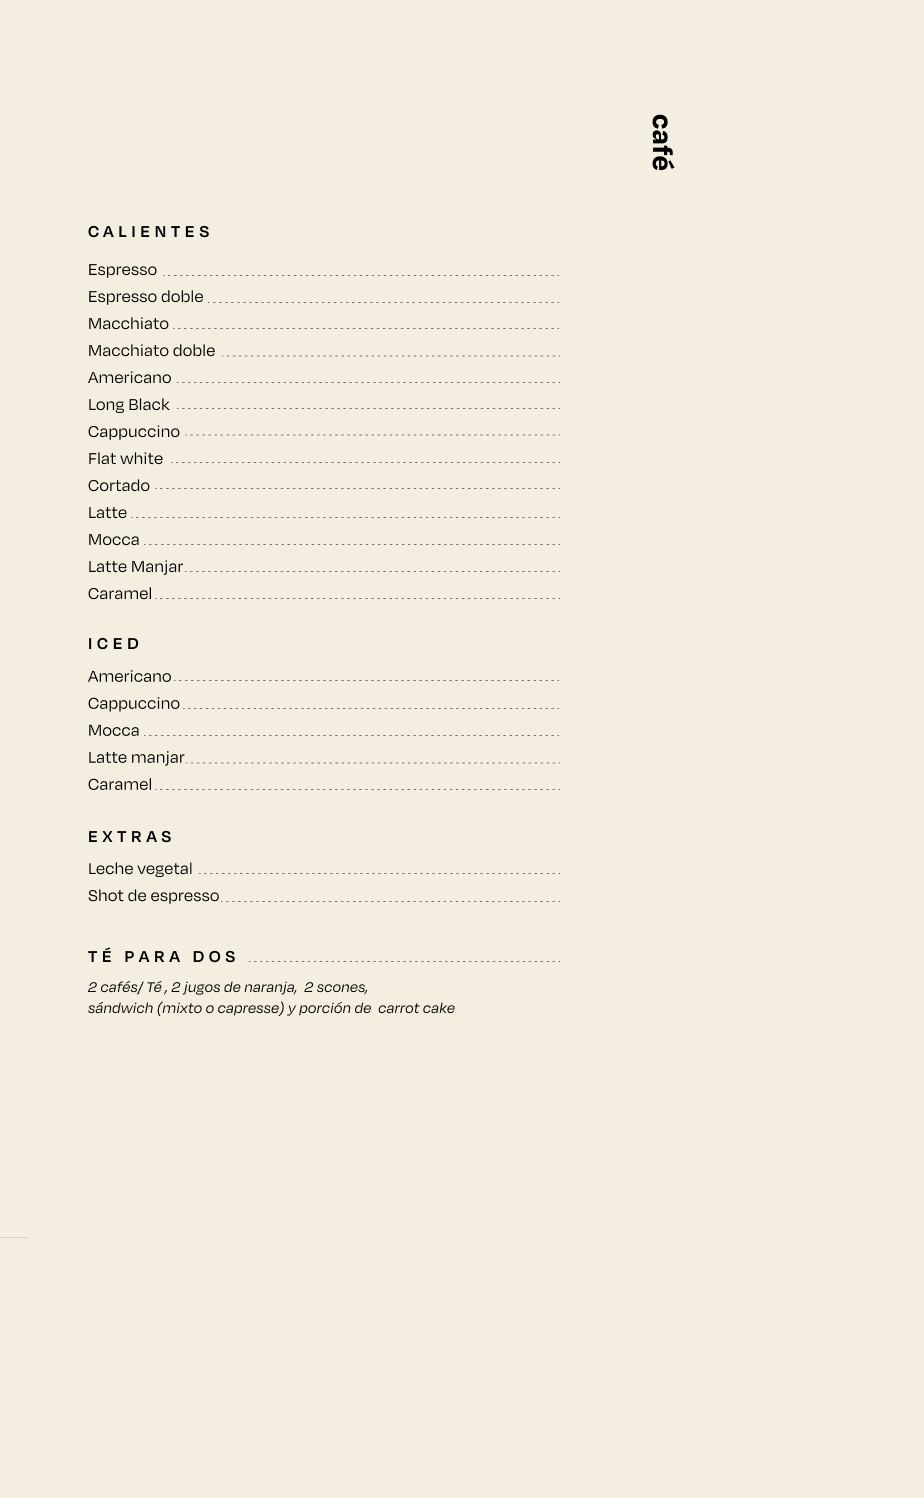 café
CALIENTES
Espresso
Espresso doble
Macchiato
Macchiato doble
Americano
Long Black
Cappuccino
Flat white
Cortado
Latte
Mocca
Latte Manjar
Caramel
ICED
Americano
Cappuccino
Mocca
Latte manjar
Caramel
EXTRAS
Leche vegetal
Shot de espresso
TÉ PARA DOS
2 cafés/ Té , 2 jugos de naranja,  2 scones,
sándwich (mixto o capresse) y porción de  carrot cake